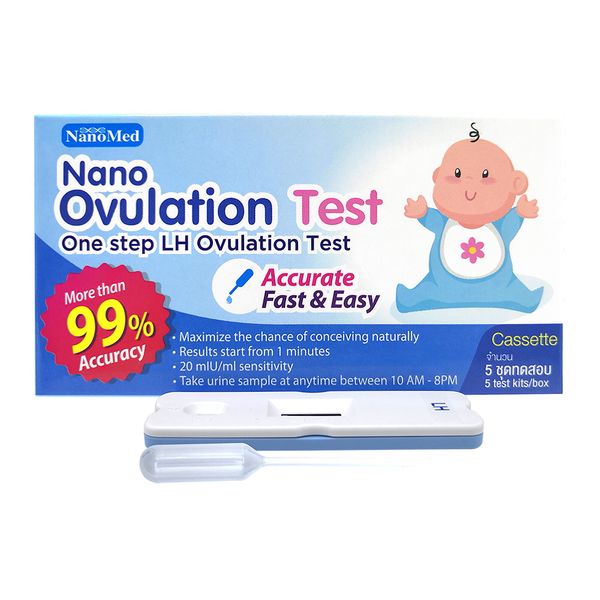 NanoMed
Nano
Ovulation Test
One step LH Ovulation Test
Accurate
Fast & Easy
More than
99%
Accuracy
• Maximize the chance of conceiving naturally
• Results start from 1 minutes
• 20 mIU/ml sensitivity
• Take urine sample at anytime between 10 AM - 8PM
Cassette
จำนวน
5 ชุดทดสอบ
5 test kits/box
LH